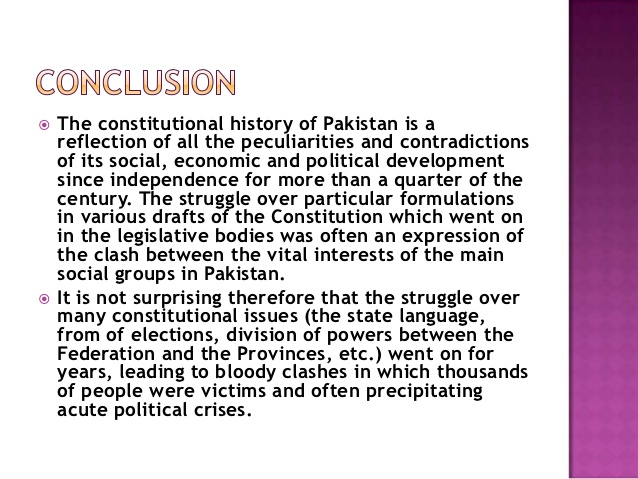 CONCLUSION
The constitutional history of Pakistan is a
reflection of all the peculiarities and contradictions
of its social, economic and political development
since independence for more than a quarter of the
century. The struggle over particular formulations
in various drafts of the Constitution which went on
in the legislative bodies was often an expression of
the clash between the vital interests of the main
social groups in Pakistan.
It is not surprising therefore that the struggle over
many constitutional issues (the state language,
from of elections, division of powers between the
Federation and the Provinces, etc.) went on for
years, leading to bloody clashes in which thousands
of people were victims and often precipitating
acute political crises.